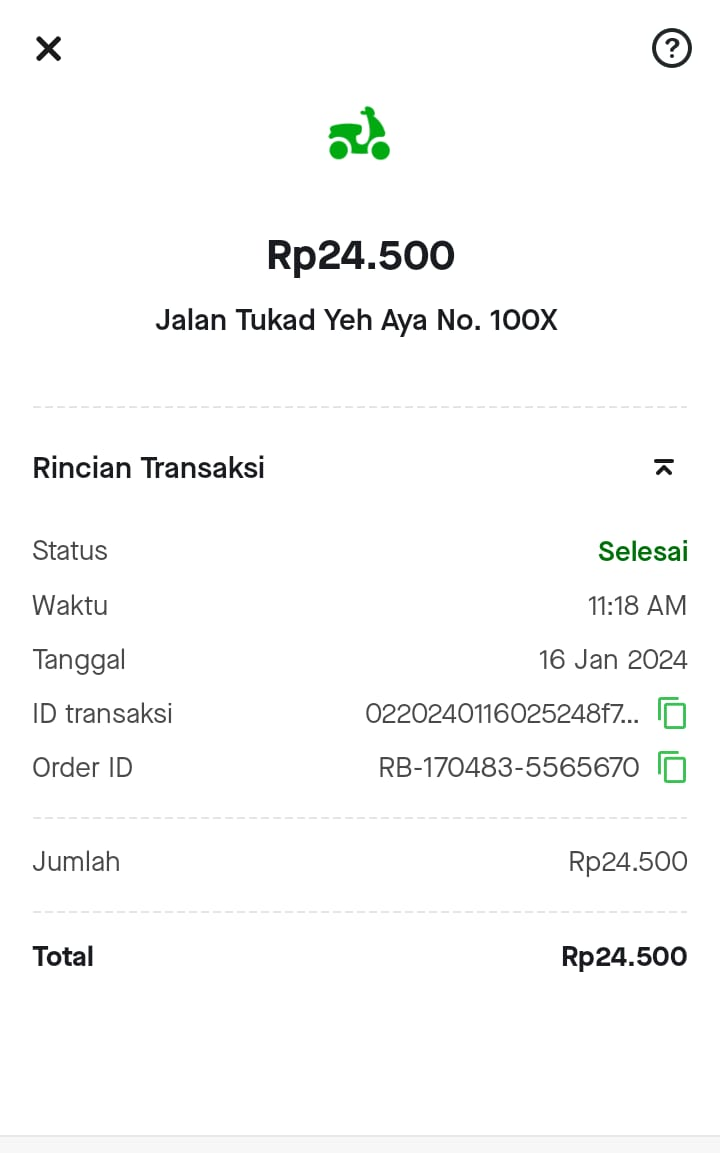 ?
Rp24.500
Jalan Tukad Yeh Aya No. 100X
Rincian Transaksi
Status Selesai
Waktu 11:18 AM
Tanggal 16 Jan 2024
ID transaksi 0220240116025248f7...
Order ID RB-170483-5565670
Jumlah Rp24.500
Total Rp24.500